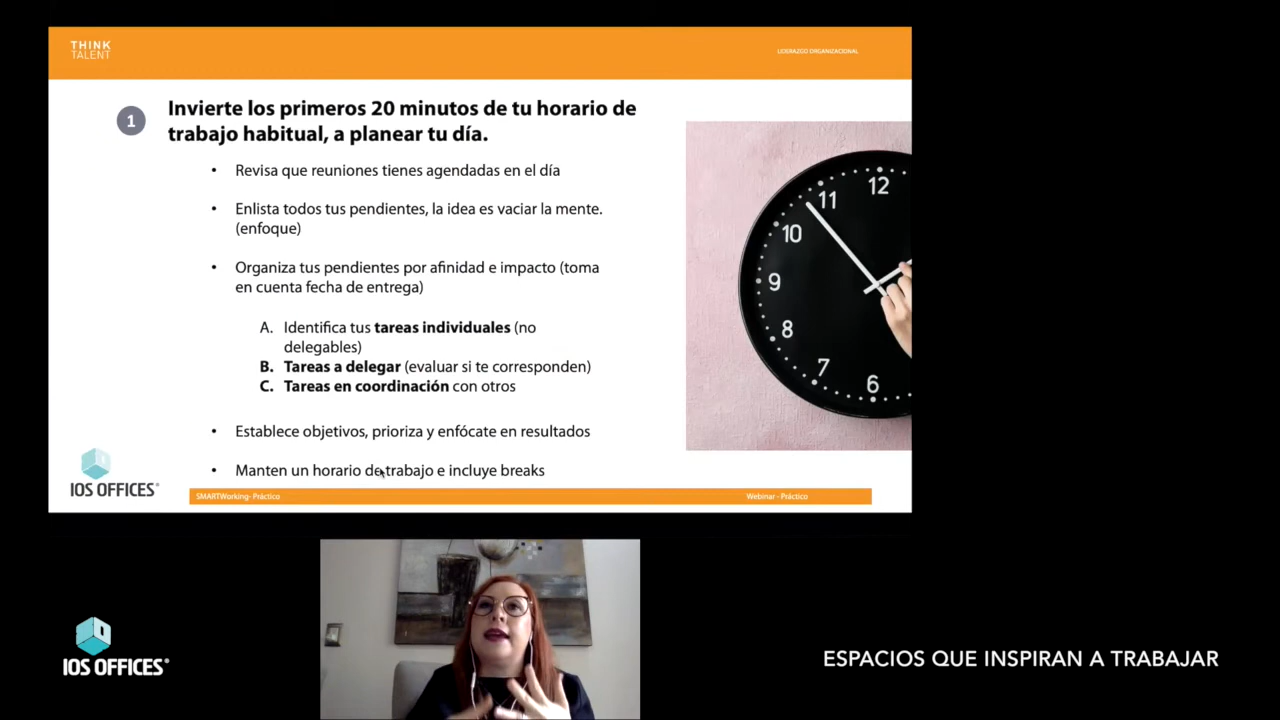 THINK
TALENT
LIDERAZGO ORGANIZACIONAL
1
Invierte los primeros 20 minutos de tu horario de
trabajo habitual, a planear tu día.
• Revisa que reuniones tienes agendadas en el día
• Enlista todos tus pendientes, la idea es vaciar la mente.
(enfoque)
• Organiza tus pendientes por afinidad e impacto (toma
en cuenta fecha de entrega)
A. Identifica tus tareas individuales (no
delegables)
B. Tareas a delegar (evaluar si te corresponden)
C. Tareas en coordinación con otros
• Establece objetivos, prioriza y enfócate en resultados
• Manten un horario de trabajo e incluye breaks
12
11
10
9
8
7
6
IOS OFFICES®
SMARTWorking- Práctico
Webinar - Práctico
IOS OFFICES®
ESPACIOS QUE INSPIRAN A TRABAJAR